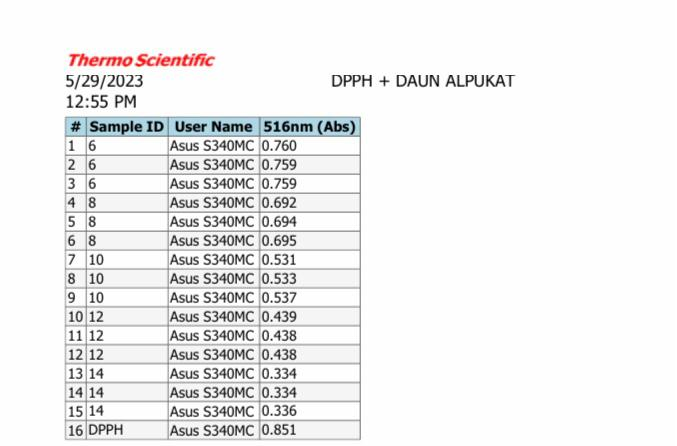 Thermo Scientific
5/29/2023 DPPH + DAUN ALPUKAT
12:55 PM
# Sample ID User Name 516nm (Abs)
1 6 Asus S340MC 0.760
2 6 Asus S340MC 0.759
3 6 Asus S340MC 0.759
4 8 Asus S340MC 0.692
5 8 Asus S340MC 0.694
6 8 Asus S340MC 0.695
7 10 Asus S340MC 0.531
8 10 Asus S340MC 0.533
9 10 Asus S340MC 0.537
10 12 Asus S340MC 0.439
11 12 Asus S340MC 0.438
12 12 Asus S340MC 0.438
13 14 Asus S340MC 0.334
14 14 Asus S340MC 0.334
15 14 Asus S340MC 0.336
16 DPPH Asus S340MC 0.851